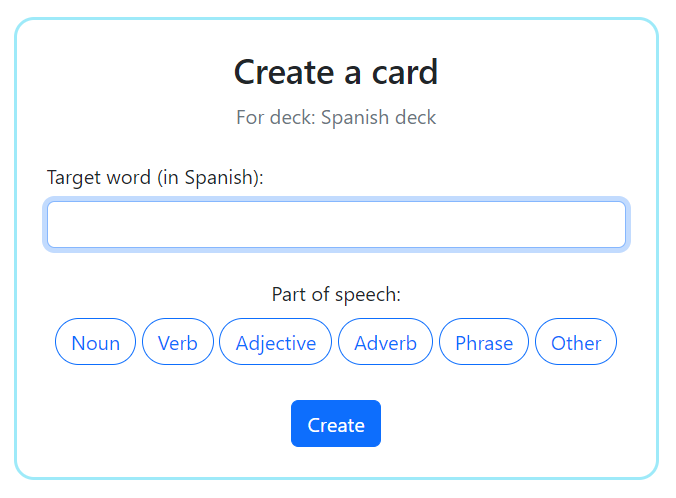 Create a card
For deck: Spanish deck
Target word (in Spanish):
Part of speech:
Noun Verb Adjective Adverb Phrase Other
Create